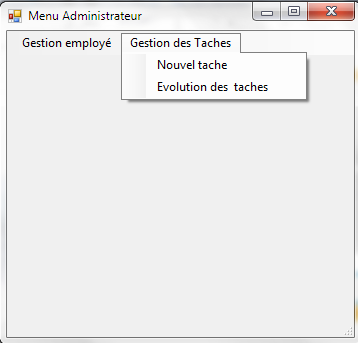 Menu Administrateur
Gestion employé Gestion des Taches
Nouvel tache
Evolution des taches